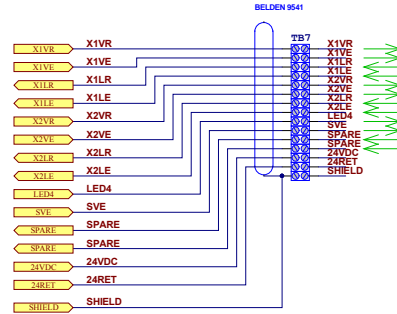 BELDEN 9541
TB7
X1VR X1VR X1VR
X1VE X1VE X1VE
X1LR X1LR X1LR
X1LE X1LE X1LE
X2VR X2VR X2VR
X2VE X2VE X2VE
X2LR X2LR X2LR
X2LE X2LE X2LE
LED4 LED4 LED4
SVE SVE SVE
SPARE SPARE SPARE
SPARE SPARE SPARE
24VDC 24VDC 24VDC
24RET 24RET 24RET
SHIELD SHIELD SHIELD